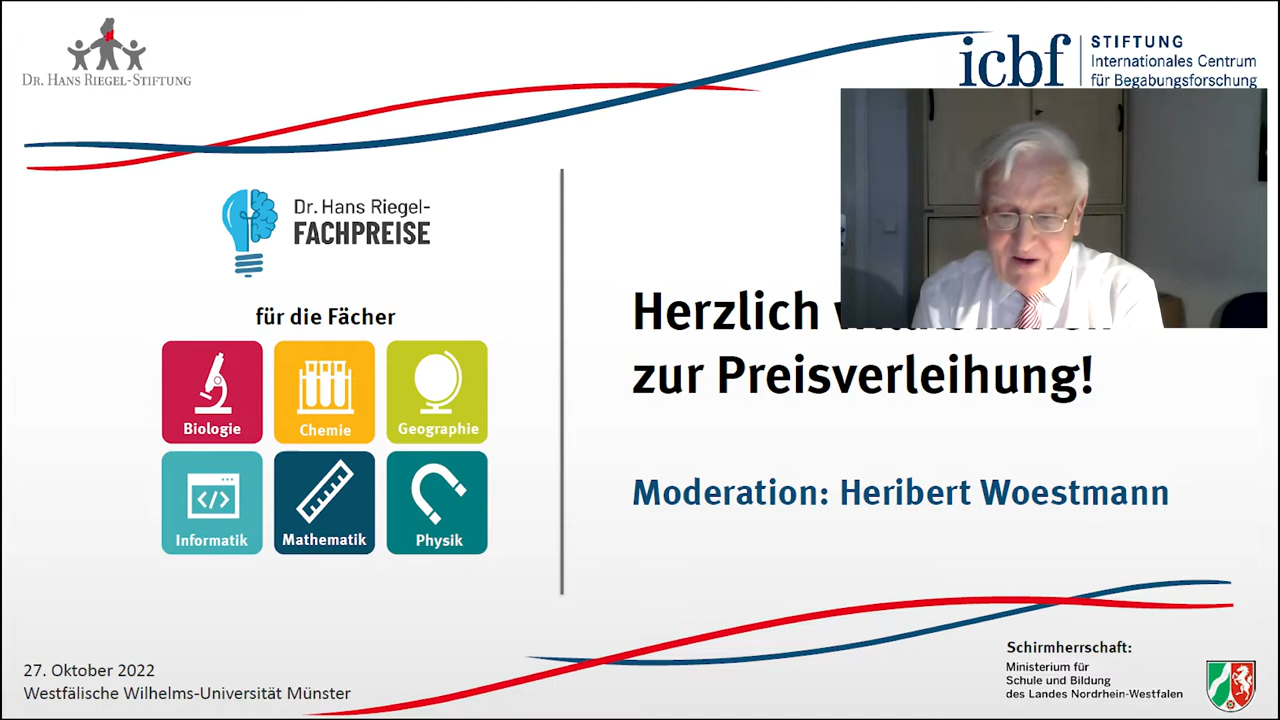 Dr. Hans Riegel-Stiftung
icbf
STIFTUNG
Internationales Centrum
für Begabungsforschung
Dr. Hans Riegel-
FACHPREISE
für die Fächer
Biologie
Chemie
Geographie
Informatik
Mathematik
Physik
Herzlich
zur Preisverleihung!
Moderation: Heribert Woestmann
27. Oktober 2022
Westfälische Wilhelms-Universität Münster
Schirmherrschaft:
Ministerium für
Schule und Bildung
des Landes Nordrhein-Westfalen